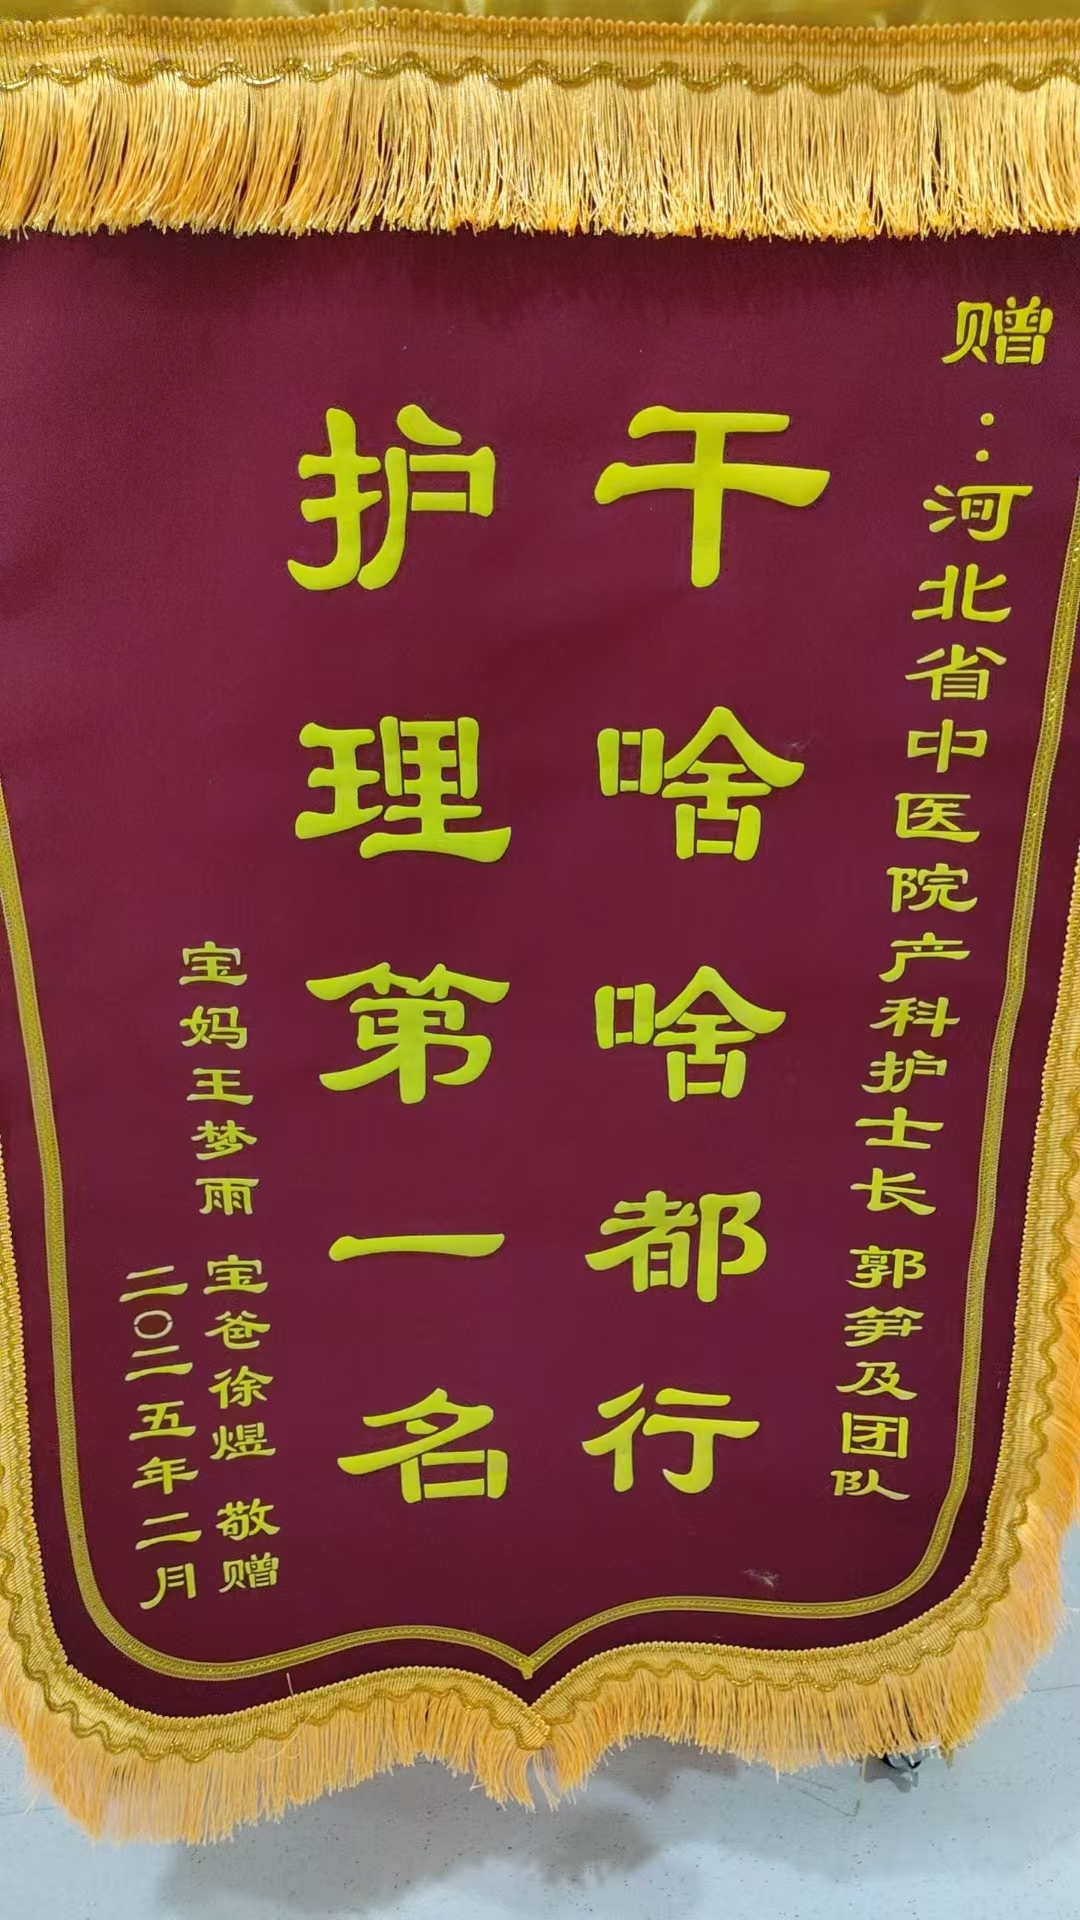 赠：河北省中医院产科护士长 郭笋及团队
干啥啥都行
护理第一名
宝妈王梦雨 宝爸徐煜 敬赠
二〇二五年二月